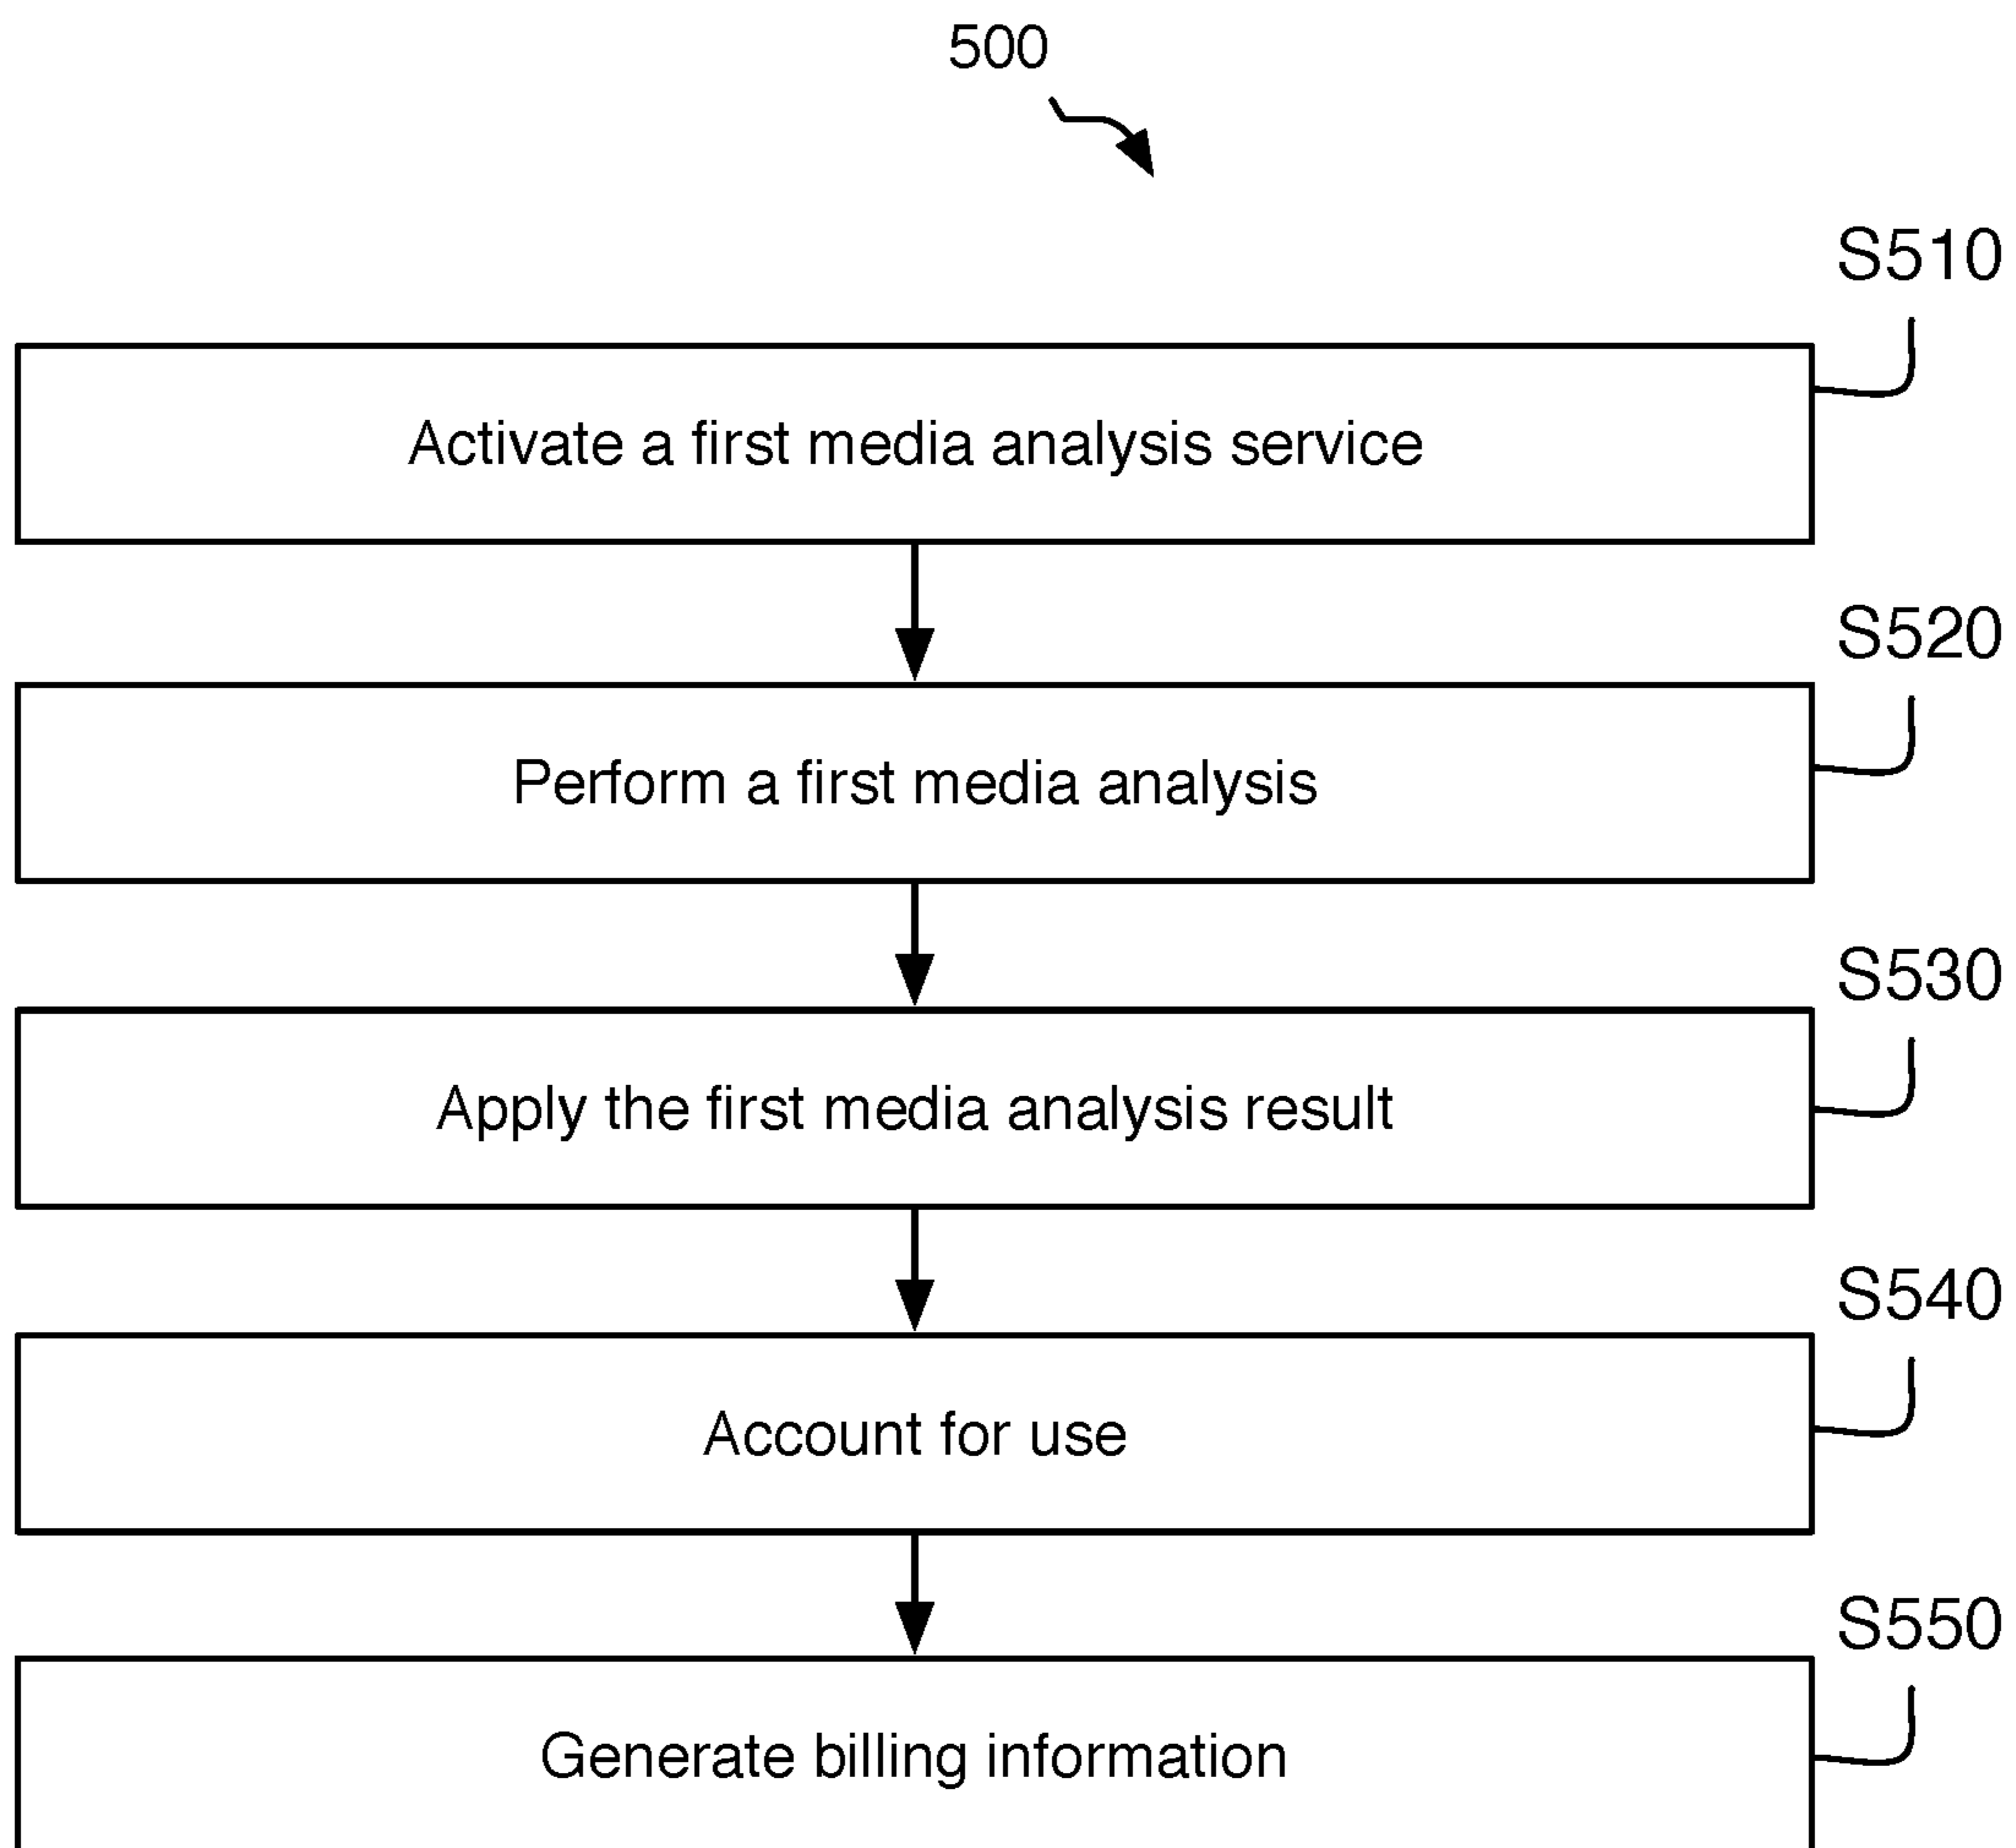 500
S510
Activate a first media analysis service
S520
Perform a first media analysis
S530
Apply the first media analysis result
S540
Account for use
S550
Generate billing information